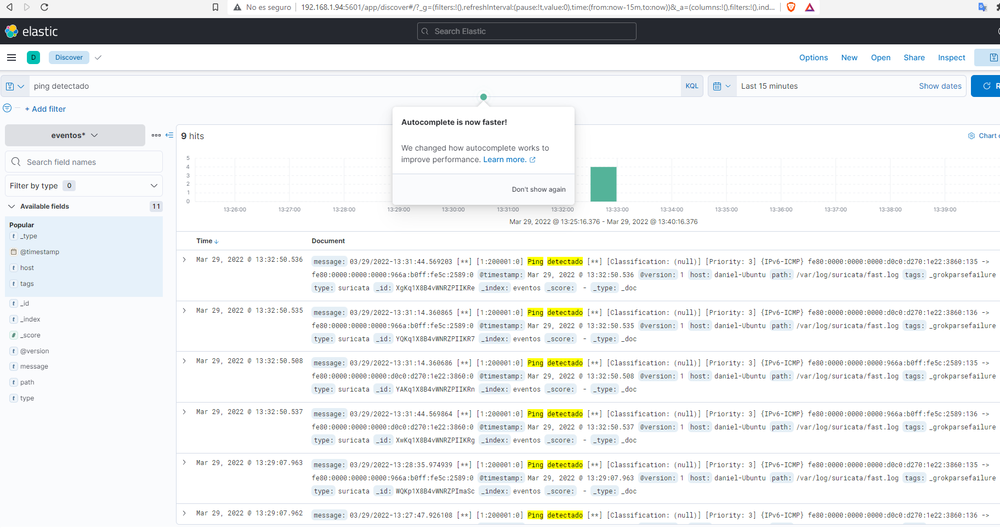 No es seguro 192.168.1.94:5601/app/discover#/?_g=(filters:!(),refreshInterval:(pause:!t,value:0),time:(from:now-15m,to:now))&_a=(columns:!(),filters:!(),ind...
elastic
Search Elastic
D Discover Options New Open Share Inspect
ping detectado KQL Last 15 minutes Show dates R
+ Add filter
Autocomplete is now faster!
We changed how autocomplete works to
improve performance. Learn more.
Don't show again
eventos*
Search field names
Filter by type 0
Available fields 11
Popular
t _type
@timestamp
t host
t tags
t _id
t _index
# _score
t @version
t message
t path
t type
9 hits
Chart o
5
4
3
2
1
0
13:26:00 13:27:00 13:28:00 13:29:00 13:30:00 13:31:00 13:32:00 13:33:00 13:34:00 13:35:00 13:36:00 13:37:00 13:38:00 13:39:00
Mar 29, 2022 @ 13:25:16.376 - Mar 29, 2022 @ 13:40:16.376
Time Document
Mar 29, 2022 @ 13:32:50.536 message: 03/29/2022-13:31:44.569203 [**] [1:200001:0] Ping detectado [**] [Classification: (null)] [Priority: 3] {IPv6-ICMP} fe80:0000:0000:0000:d0c0:d270:1e22:3860:135 ->
fe80:0000:0000:0000:966a:b0ff:fe5c:2589:0 @timestamp: Mar 29, 2022 @ 13:32:50.536 @version: 1 host: daniel-Ubuntu path: /var/log/suricata/fast.log tags: _grokparsefailure
type: suricata _id: XgKq1X8B4vWNRZPIIKRe _index: eventos _score: - _type: _doc
Mar 29, 2022 @ 13:32:50.535 message: 03/29/2022-13:31:14.360865 [**] [1:200001:0] Ping detectado [**] [Classification: (null)] [Priority: 3] {IPv6-ICMP} fe80:0000:0000:0000:d0c0:d270:1e22:3860:136 ->
fe80:0000:0000:0000:966a:b0ff:fe5c:2589:0 @timestamp: Mar 29, 2022 @ 13:32:50.535 @version: 1 host: daniel-Ubuntu path: /var/log/suricata/fast.log tags: _grokparsefailure
type: suricata _id: YQKq1X8B4vWNRZPIIKR7 _index: eventos _score: - _type: _doc
Mar 29, 2022 @ 13:32:50.508 message: 03/29/2022-13:31:14.360686 [**] [1:200001:0] Ping detectado [**] [Classification: (null)] [Priority: 3] {IPv6-ICMP} fe80:0000:0000:0000:966a:b0ff:fe5c:2589:135 ->
fe80:0000:0000:0000:d0c0:d270:1e22:3860:0 @timestamp: Mar 29, 2022 @ 13:32:50.508 @version: 1 host: daniel-Ubuntu path: /var/log/suricata/fast.log tags: _grokparsefailure
type: suricata _id: YAKq1X8B4vWNRZPIIKRn _index: eventos _score: - _type: _doc
Mar 29, 2022 @ 13:32:50.537 message: 03/29/2022-13:31:44.569864 [**] [1:200001:0] Ping detectado [**] [Classification: (null)] [Priority: 3] {IPv6-ICMP} fe80:0000:0000:0000:966a:b0ff:fe5c:2589:136 ->
fe80:0000:0000:0000:d0c0:d270:1e22:3860:0 @timestamp: Mar 29, 2022 @ 13:32:50.537 @version: 1 host: daniel-Ubuntu path: /var/log/suricata/fast.log tags: _grokparsefailure
type: suricata _id: XwKq1X8B4vWNRZPIIKRg _index: eventos _score: - _type: _doc
Mar 29, 2022 @ 13:29:07.963 message: 03/29/2022-13:28:35.974939 [**] [1:200001:0] Ping detectado [**] [Classification: (null)] [Priority: 3] {IPv6-ICMP} fe80:0000:0000:0000:d0c0:d270:1e22:3860:135 ->
fe80:0000:0000:0000:966a:b0ff:fe5c:2589:0 @timestamp: Mar 29, 2022 @ 13:29:07.963 @version: 1 host: daniel-Ubuntu path: /var/log/suricata/fast.log tags: _grokparsefailure
type: suricata _id: WQKp1X8B4vWNRZPImaSc _index: eventos _score: - _type: _doc
Mar 29, 2022 @ 13:29:07.962 message: 03/29/2022-13:27:47.926108 [**] [1:200001:0] Ping detectado [**] [Classification: (null)] [Priority: 3] {IPv6-ICMP} fe80:0000:0000:0000:d0c0:d270:1e22:3860:136 ->